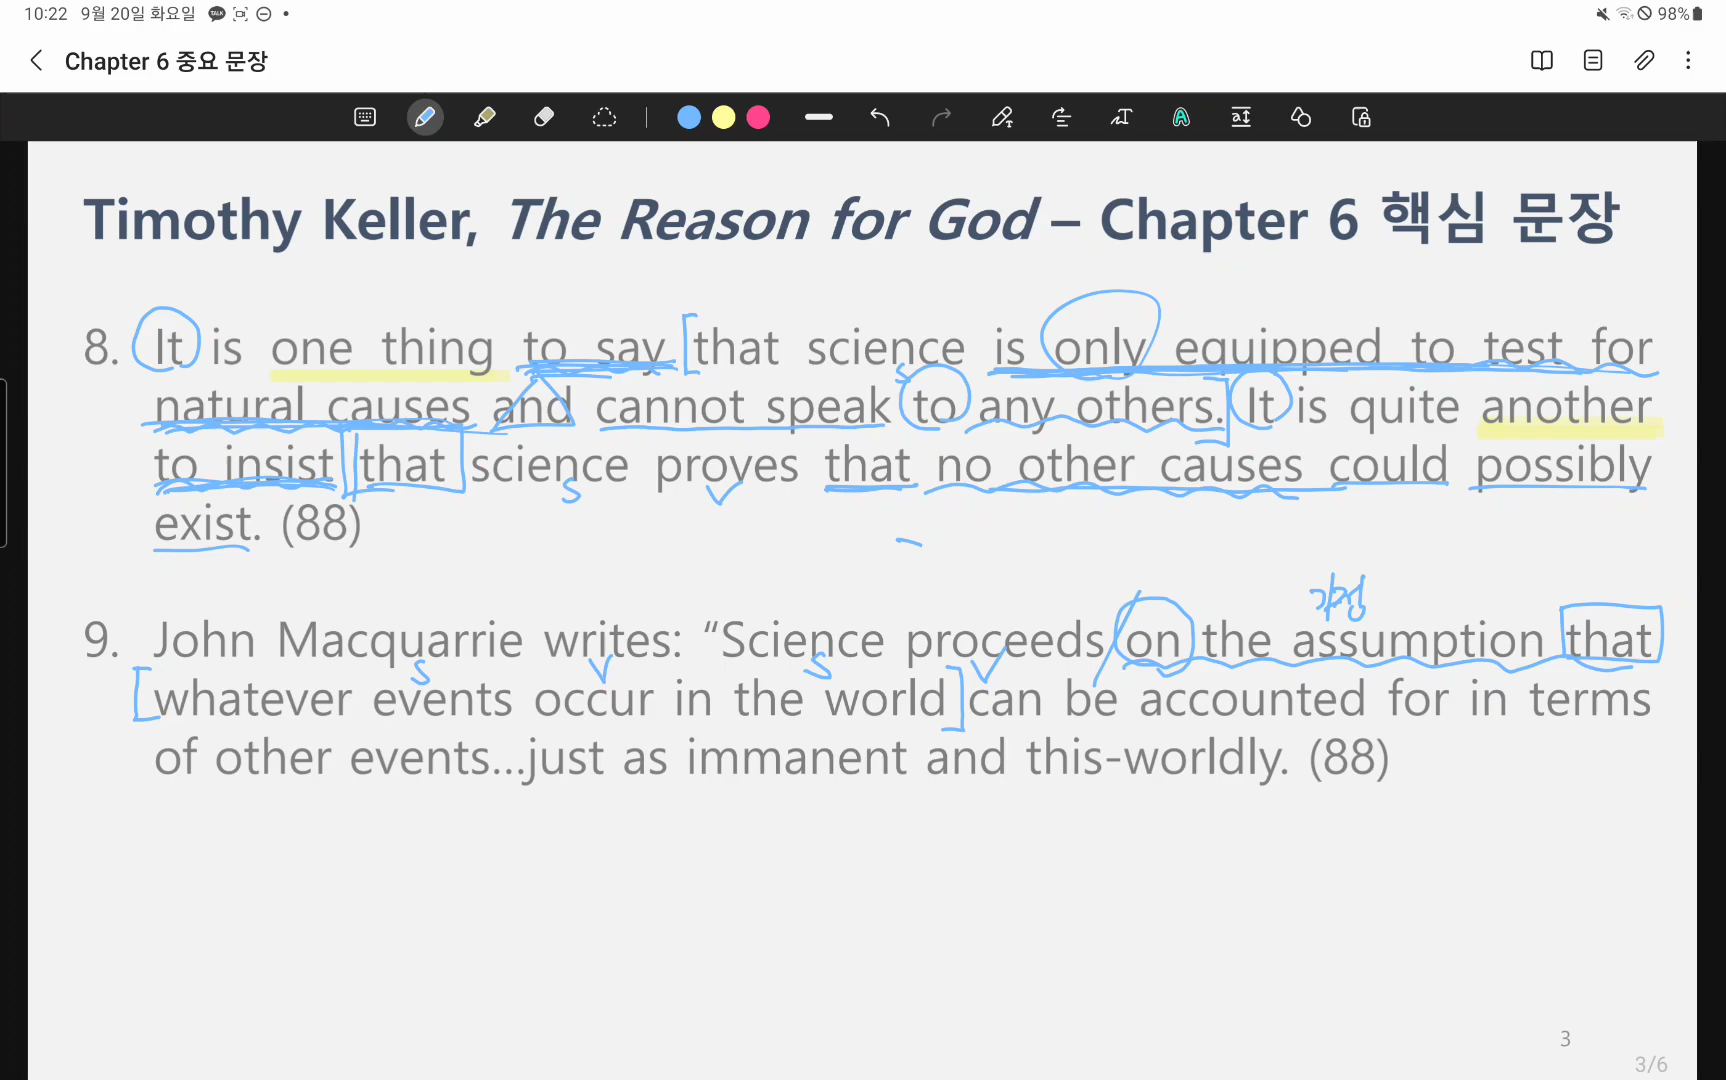 10:22 9월 20일 화요일 TALK 98%
Chapter 6 중요 문장
Timothy Keller, The Reason for God – Chapter 6 핵심 문장
8. It is one thing to say [that science is only equipped to test for
s
natural causes and cannot speak to any others.] It is quite another
to insist that science proves that no other causes could possibly
s v
exist. (88)
가정
9. John Macquarrie writes: “Science proceeds on the assumption that
s v s v
[whatever events occur in the world] can be accounted for in terms
of other events...just as immanent and this-worldly. (88)
3
3/6